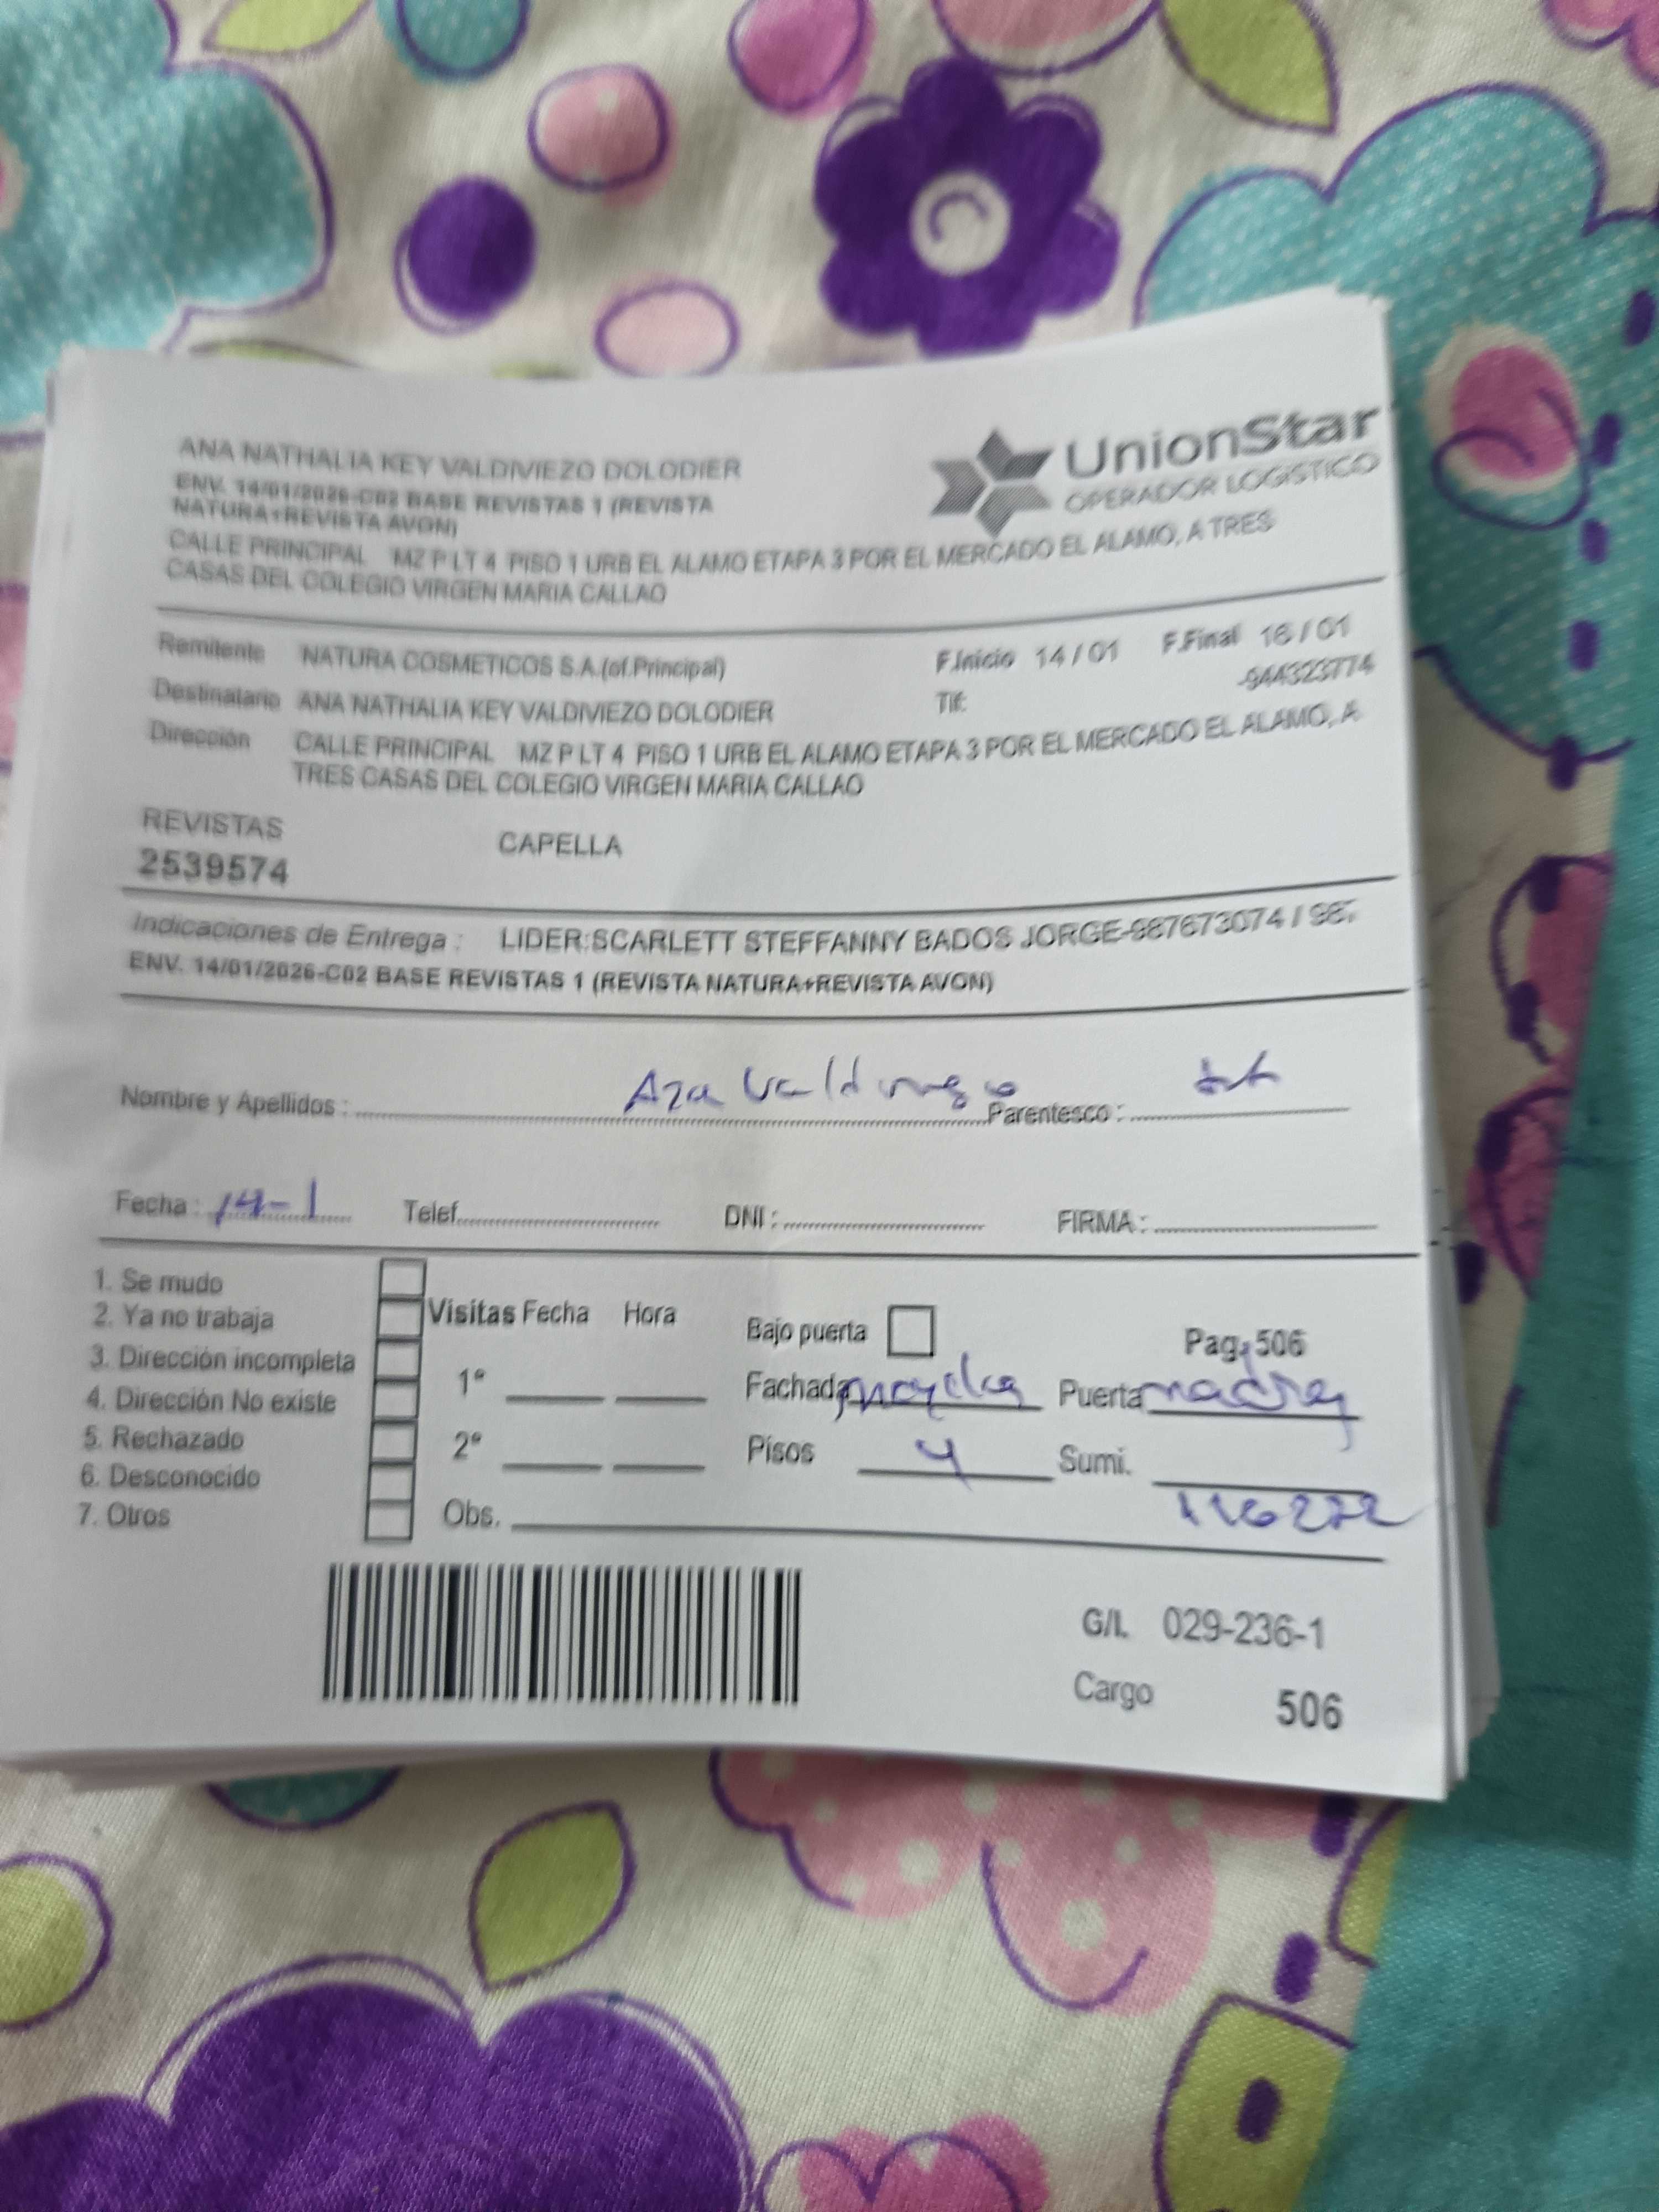 ANA NATHALIA KEY VALDIVIEZO DOLODIER
ENV. 14/01/2026-C02 BASE REVISTAS 1 (REVISTA
NATURA+REVISTA AVON)
UnionStar
OPERADOR LOGISTICO
CALLE PRINCIPAL MZ P LT 4 PISO 1 URB EL ALAMO ETAPA 3 POR EL MERCADO EL ALAMO, A TRES
CASAS DEL COLEGIO VIRGEN MARIA CALLAO
Remitente NATURA COSMETICOS S.A.(of.Principal) F.Inicio 14 / 01 F.Final 16 / 01
Destinatario ANA NATHALIA KEY VALDIVIEZO DOLODIER Tlf: -944323774
Dirección CALLE PRINCIPAL MZ P LT 4 PISO 1 URB EL ALAMO ETAPA 3 POR EL MERCADO EL ALAMO, A
TRES CASAS DEL COLEGIO VIRGEN MARIA CALLAO
REVISTAS CAPELLA
2539574
Indicaciones de Entrega : LIDER:SCARLETT STEFFANNY BADOS JORGE-987673074 / 98
ENV. 14/01/2026-C02 BASE REVISTAS 1 (REVISTA NATURA+REVISTA AVON)
Nombre y Apellidos : Ana Parentesco : tt
Fecha : 14-1 Telef. DNI : FIRMA :
1. Se mudo
2. Ya no trabaja
3. Dirección incompleta
4. Dirección No existe
5. Rechazado
6. Desconocido
7. Otros
Visitas Fecha Hora
1°
2°
Obs.
Bajo puerta Pag. 506
Fachada Puerta
Pisos 4 Sumi.
G/I. 029-236-1
Cargo 506